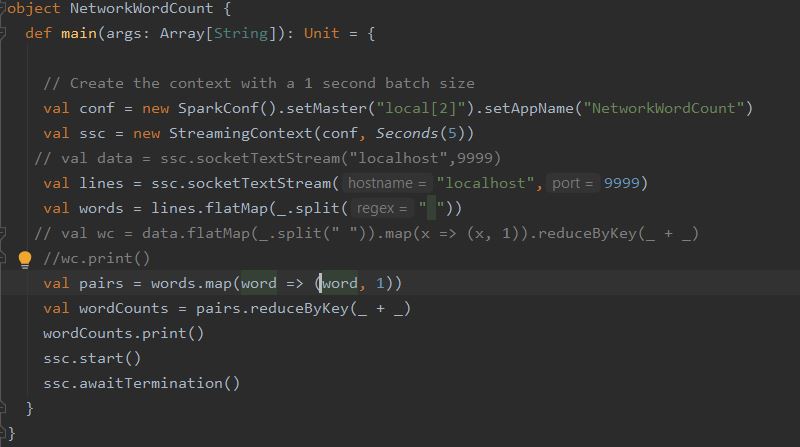 object NetworkWordCount {
def main(args: Array[String]): Unit = {
// Create the context with a 1 second batch size
val conf = new SparkConf().setMaster("local[2]").setAppName("NetworkWordCount")
val ssc = new StreamingContext(conf, Seconds(5))
// val data = ssc.socketTextStream("localhost",9999)
val lines = ssc.socketTextStream( hostname = "localhost", port = 9999)
val words = lines.flatMap(_.split( regex = " "))
// val wc = data.flatMap(_.split(" ")).map(x => (x, 1)).reduceByKey(_ + _)
//wc.print()
val pairs = words.map(word => (word, 1))
val wordCounts = pairs.reduceByKey(_ + _)
wordCounts.print()
ssc.start()
ssc.awaitTermination()
}
}